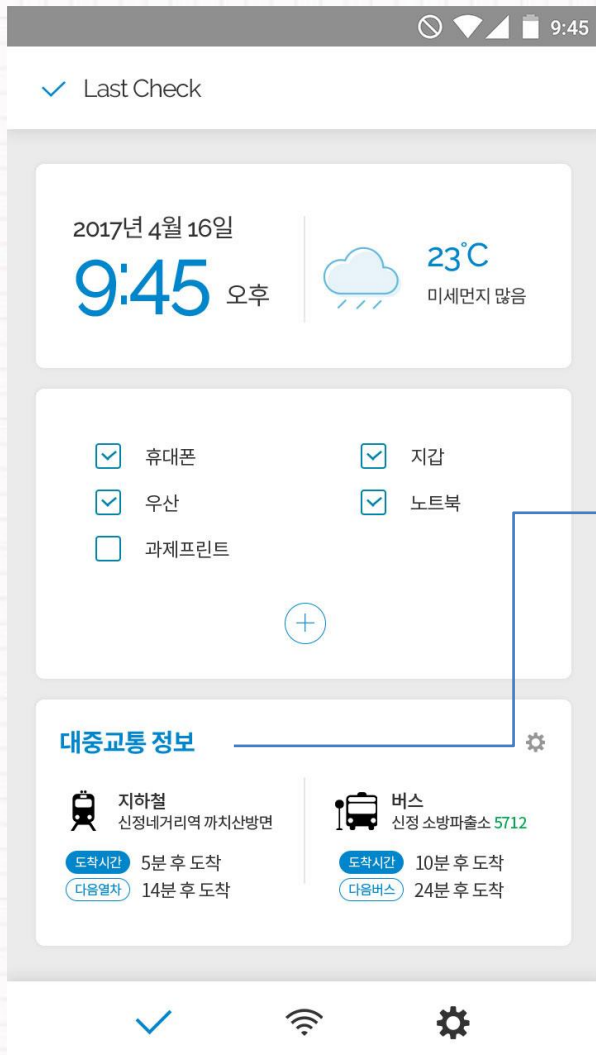 9:45
Last Check
2017년 4월 16일
9:45 오후
23°C
미세먼지 많음
휴대폰
지갑
우산
노트북
과제프린트
대중교통 정보
지하철
신정네거리역 까치산방면
도착시간 5분 후 도착
다음열차 14분 후 도착
버스
신정 소방파출소 5712
도착시간 10분 후 도착
다음버스 24분 후 도착